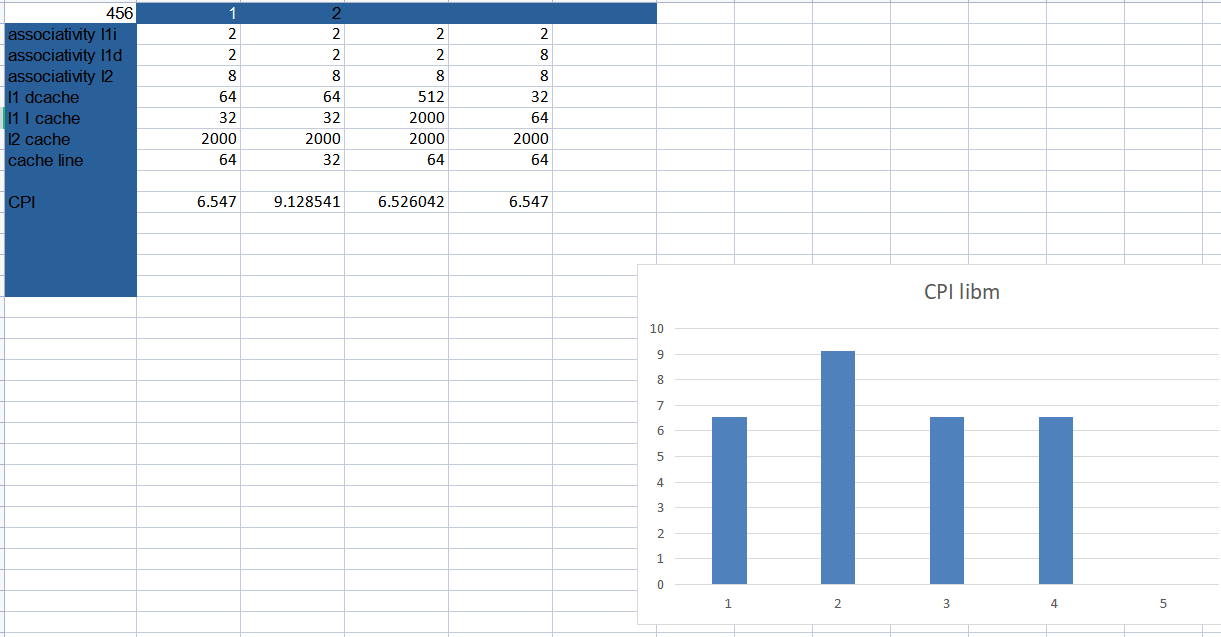 456 1 2
associativity l1i 2 2 2 2
associativity l1d 2 2 2 8
associativity l2 8 8 8 8
l1 dcache 64 64 512 32
l1 I cache 32 32 2000 64
l2 cache 2000 2000 2000 2000
cache line 64 32 64 64
CPI 6.547 9.128541 6.526042 6.547
CPI libm
10
9
8
7
6
5
4
3
2
1
0
1 2 3 4 5